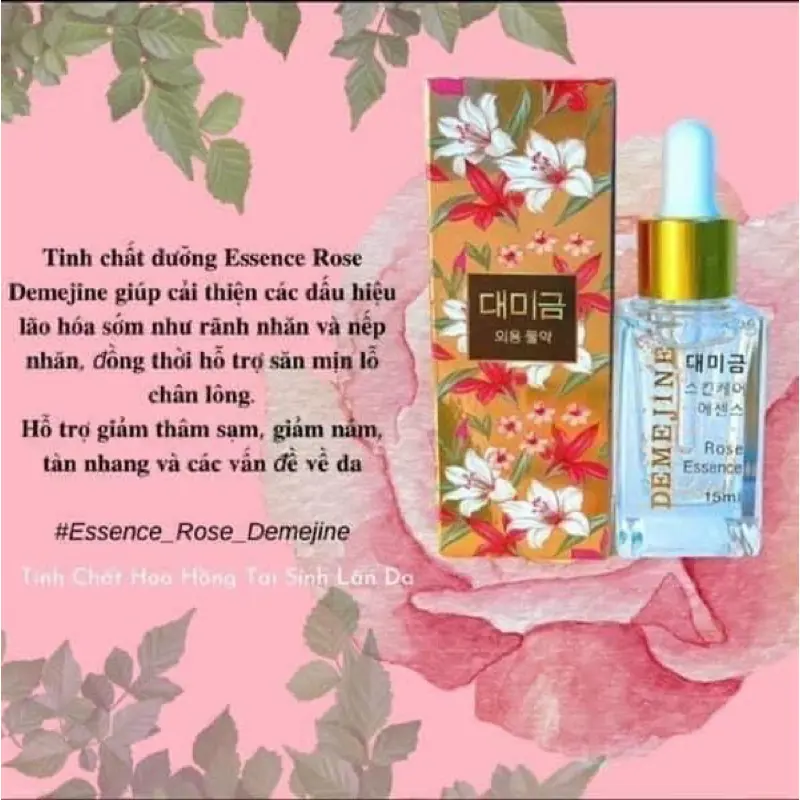 Tinh chất dưỡng Essence Rose
Demejine giúp cải thiện các dấu hiệu
lão hóa sớm như rãnh nhăn và nếp
nhăn, đồng thời hỗ trợ săn mịn lỗ
chân lông.
Hỗ trợ giảm thâm sạm, giảm nám,
tàn nhang và các vấn đề về da
#Essence_Rose_Demejine
Tinh Chất Hoa Hồng Tái Sinh Làn Da
대미금
외용 물약
DEMEJINE
대미금
스킨케어
에센스
Rose
Essence
15ml